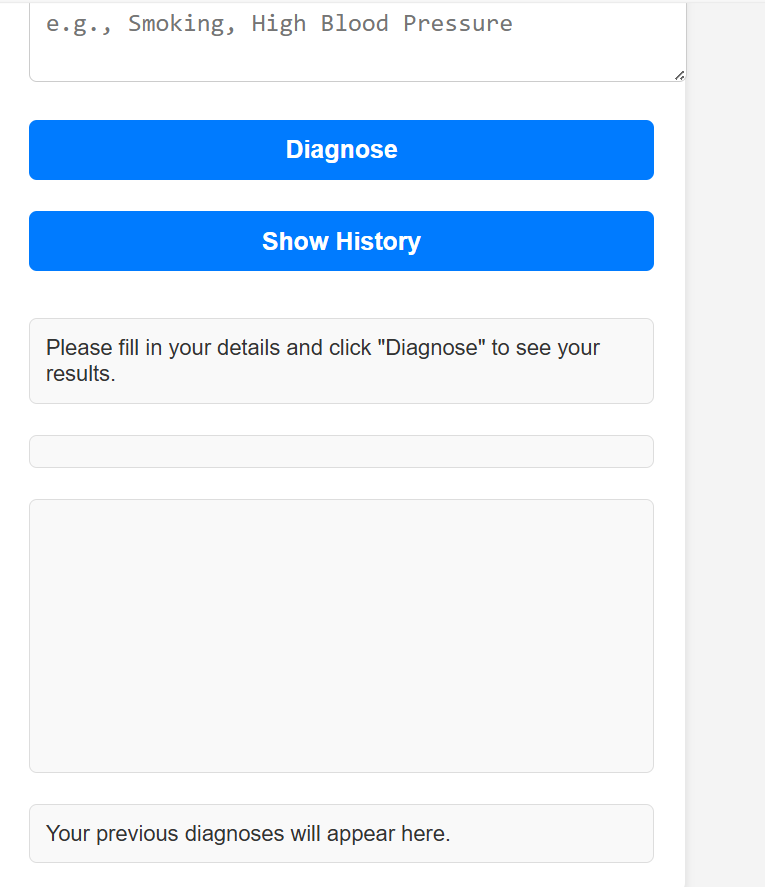 e.g., Smoking, High Blood Pressure
Diagnose
Show History
Please fill in your details and click "Diagnose" to see your
results.
Your previous diagnoses will appear here.